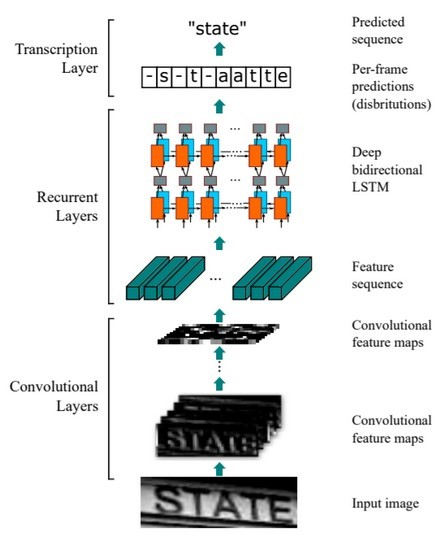 "state"
Predicted
sequence
Transcription
Layer
-s-t-aatte
Per-frame
predictions
(disbritutions)
Recurrent
Layers
...
Deep
bidirectional
LSTM
...
Feature
sequence
Convolutional
Layers
Convolutional
feature maps
...
STATE
Convolutional
feature maps
STATE
Input image